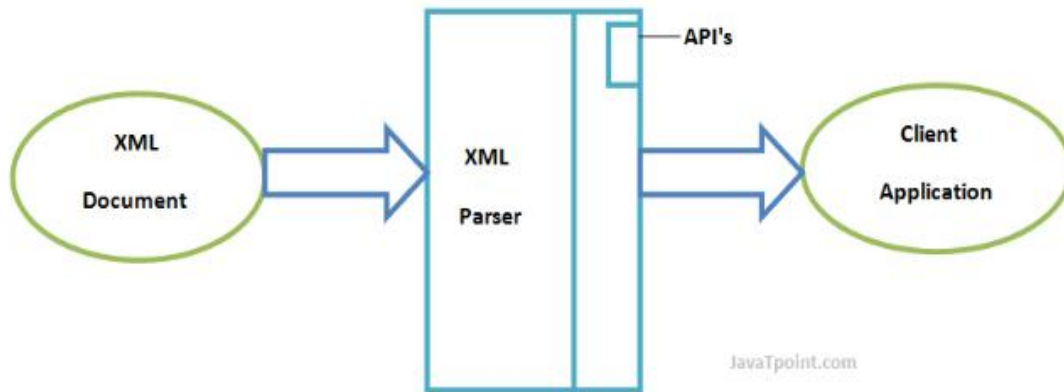 XML
Document
XML
Parser
API's
Client
Application
JavaTpoint.com